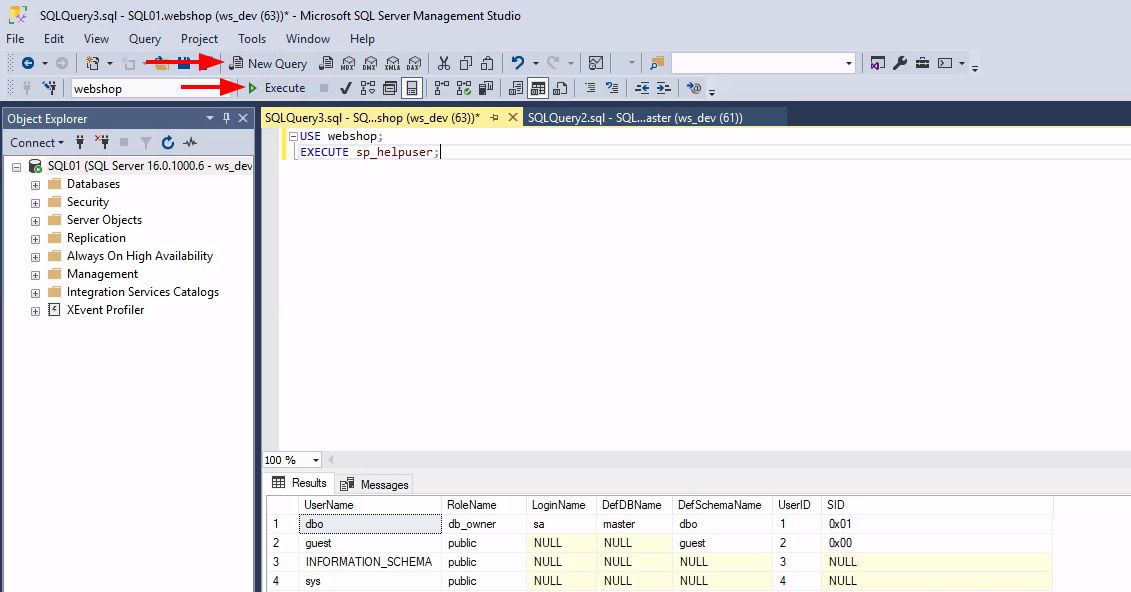 SQLQuery3.sql - SQL01.webshop (ws_dev (63))* - Microsoft SQL Server Management Studio
File Edit View Query Project Tools Window Help
New Query MDX DMX XMLA DAX
webshop Execute
Object Explorer
SQLQuery3.sql - SQ...shop (ws_dev (63))* SQLQuery2.sql - SQL...aster (ws_dev (61))
Connect
SQL01 (SQL Server 16.0.1000.6 - ws_dev
Databases
Security
Server Objects
Replication
Always On High Availability
Management
Integration Services Catalogs
XEvent Profiler
USE webshop;
EXECUTE sp_helpuser;
100 %
Results Messages
UserName RoleName LoginName DefDBName DefSchemaName UserID SID
1 dbo db_owner sa master dbo 1 0x01
2 guest public NULL NULL guest 2 0x00
3 INFORMATION_SCHEMA public NULL NULL NULL 3 NULL
4 sys public NULL NULL NULL 4 NULL